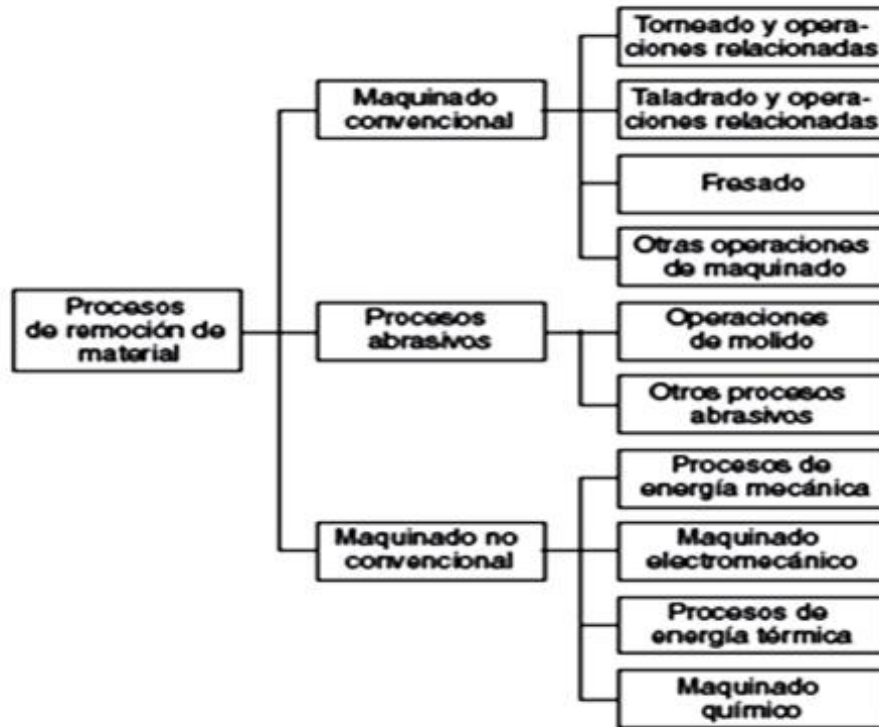 Procesos
de remoción de
material
Maquinado
convencional
Torneado y opera-
ciones relacionadas
Taladrado y opera-
ciones relacionadas
Fresado
Otras operaciones
de maquinado
Procesos
abrasivos
Operaciones
de molido
Otros procesos
abrasivos
Maquinado no
convencional
Procesos de
energía mecánica
Maquinado
electromecánico
Procesos de
energía térmica
Maquinado
químico